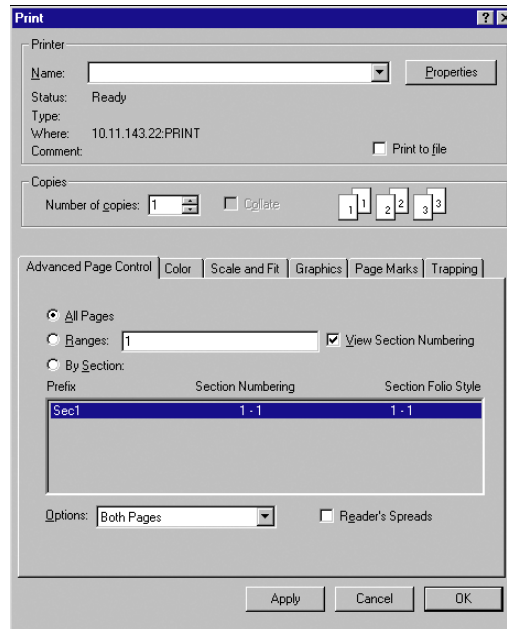 Print
Printer
Name:
Properties
Status: Ready
Type:
Where: 10.11.143.22:PRINT
Comment:
Print to file
Copies
Number of copies: 1
Collate
1 1 2 2 3 3
Advanced Page Control Color Scale and Fit Graphics Page Marks Trapping
All Pages
Ranges: 1 View Section Numbering
By Section:
Prefix Section Numbering Section Folio Style
Sec1 1 - 1 1 - 1
Options: Both Pages Reader's Spreads
Apply Cancel OK